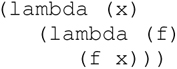 (lambda (x)
   (lambda (f)
      (f x)))